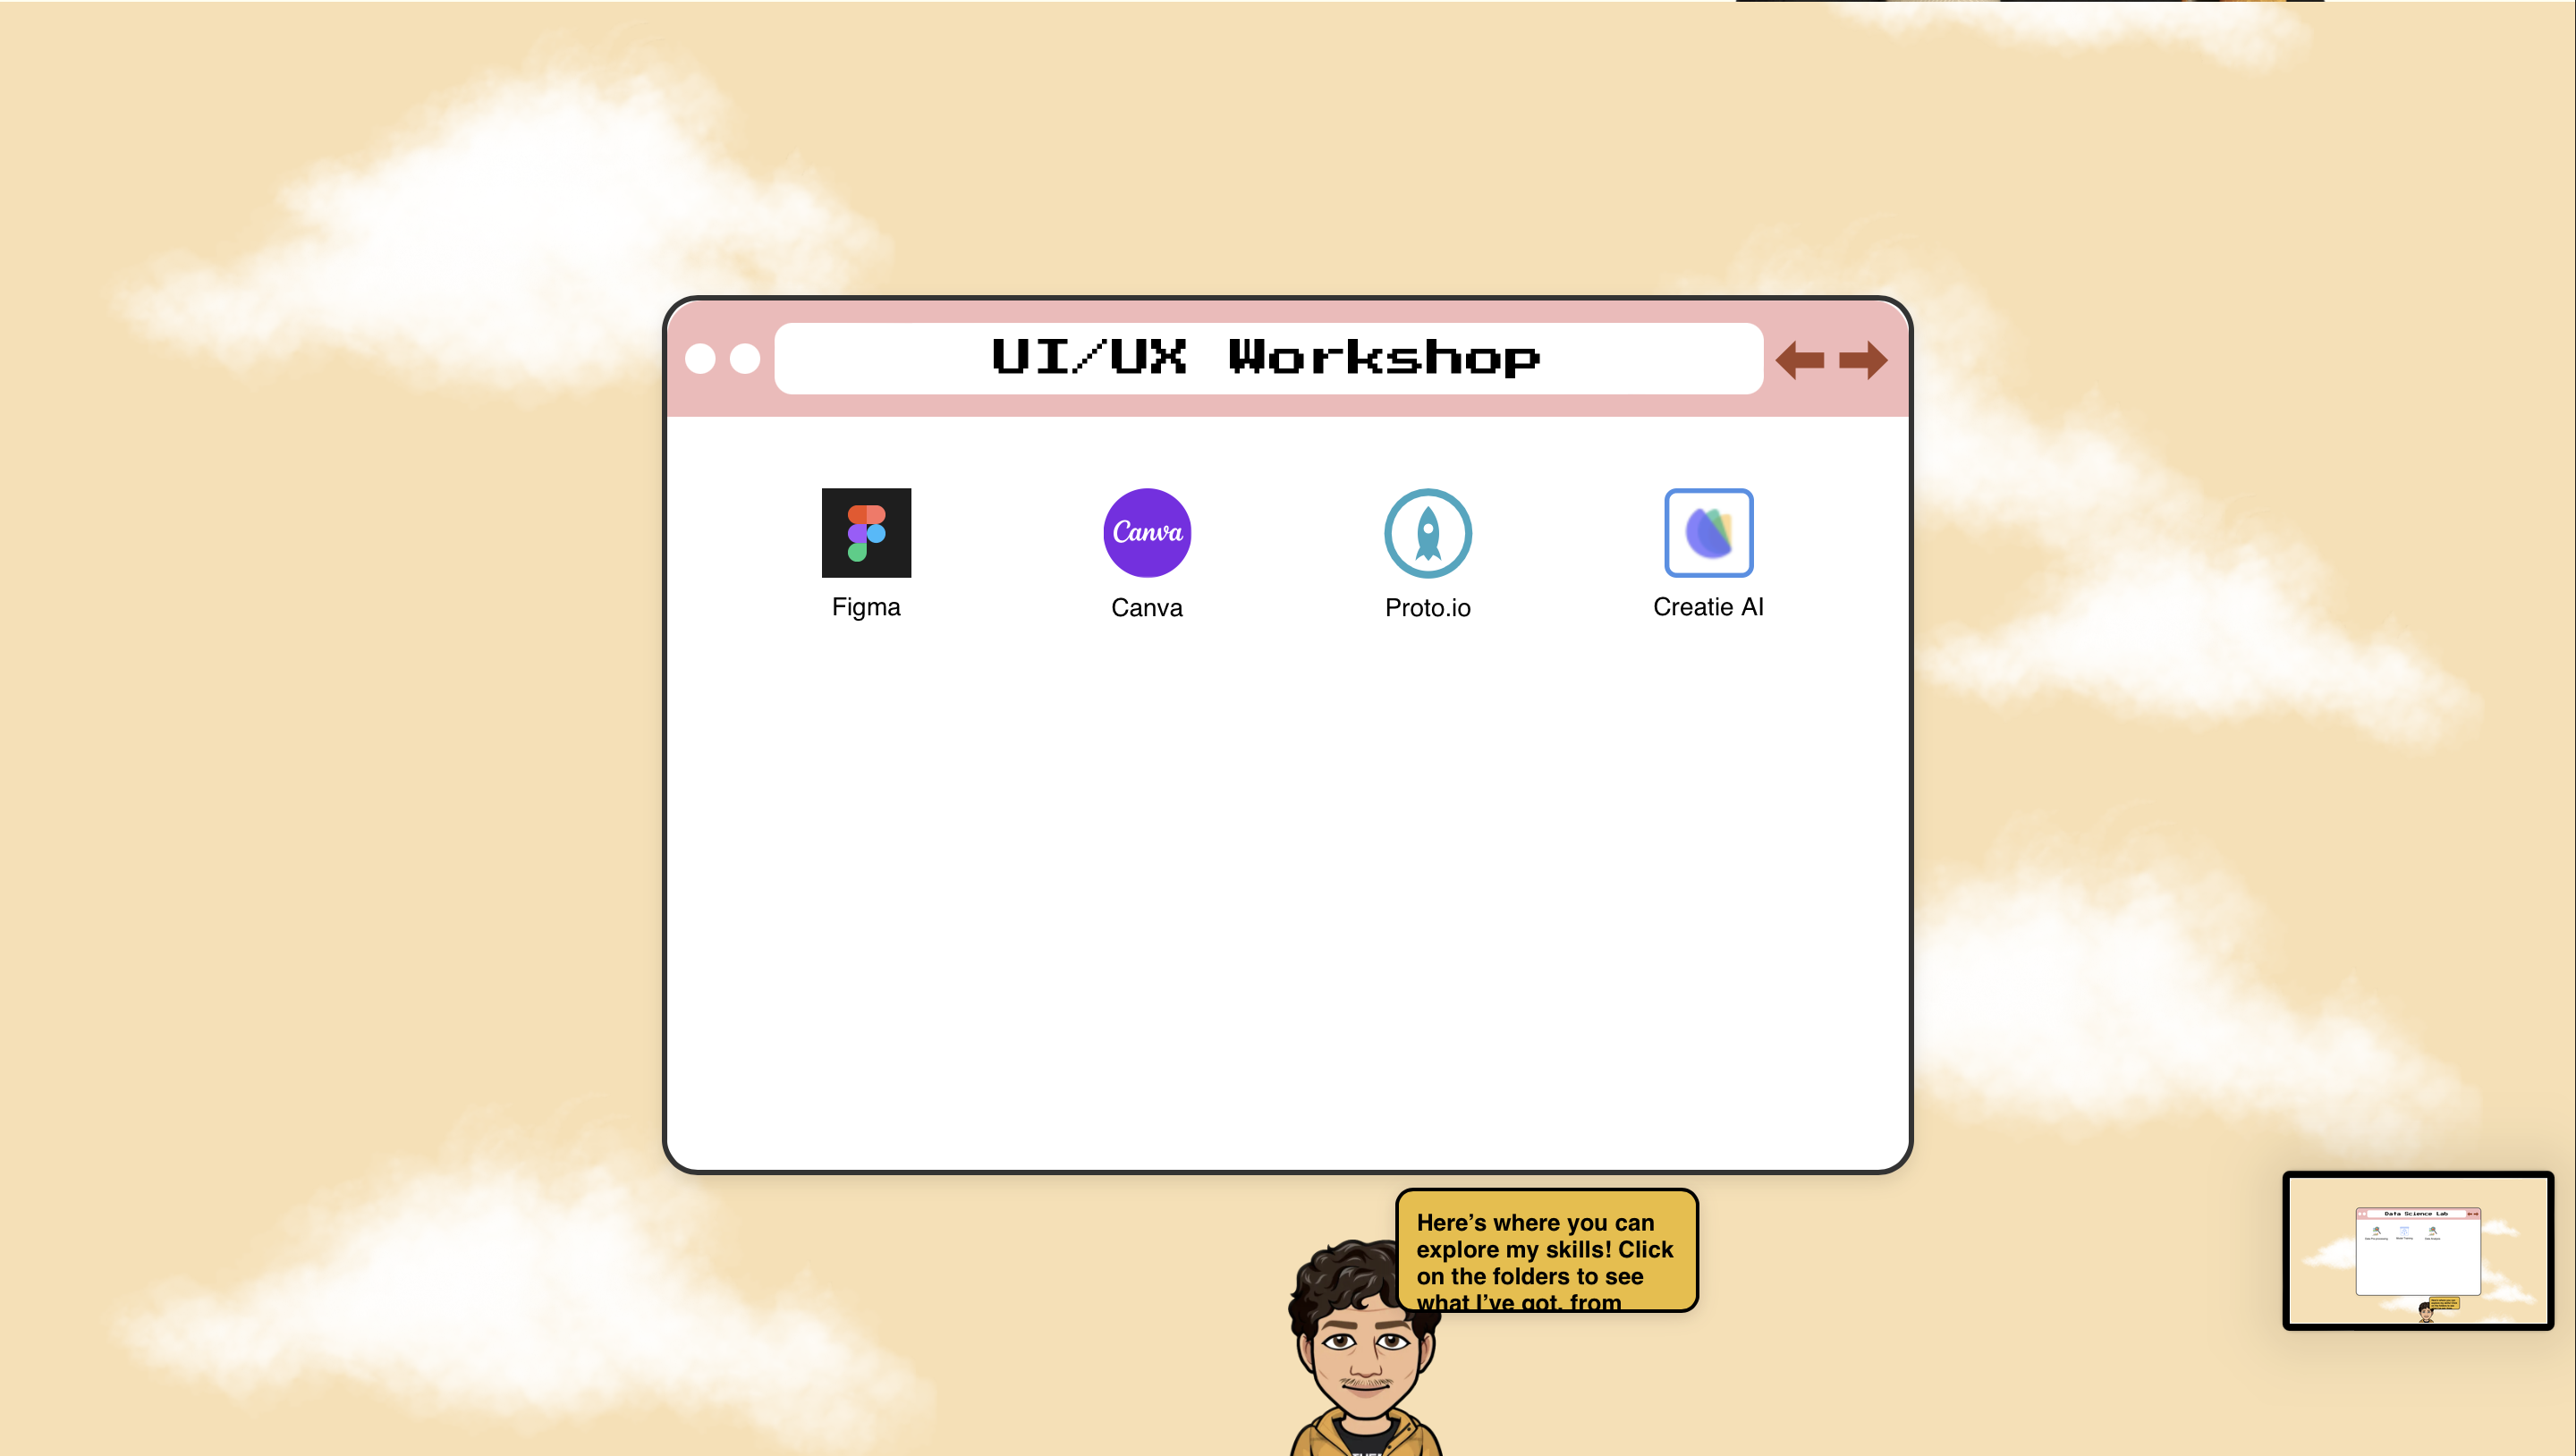 UI/UX Workshop
Canva
Figma
Canva
Proto.io
Creatie AI
Here’s where you can
explore my skills! Click
on the folders to see
what I’ve got, from
Data Science Lab